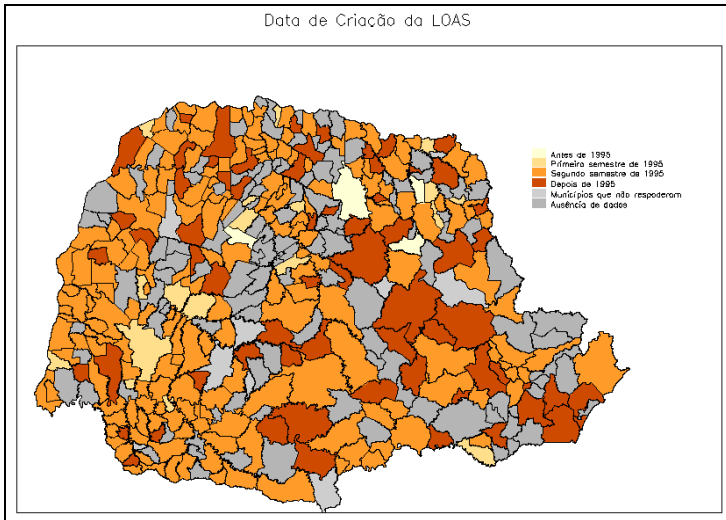 Data de Criação da LOAS
Antes de 1995
Primeiro semestre de 1995
Segundo semestre de 1995
Depois de 1995
Municípios que não respoderam
Ausência de dados